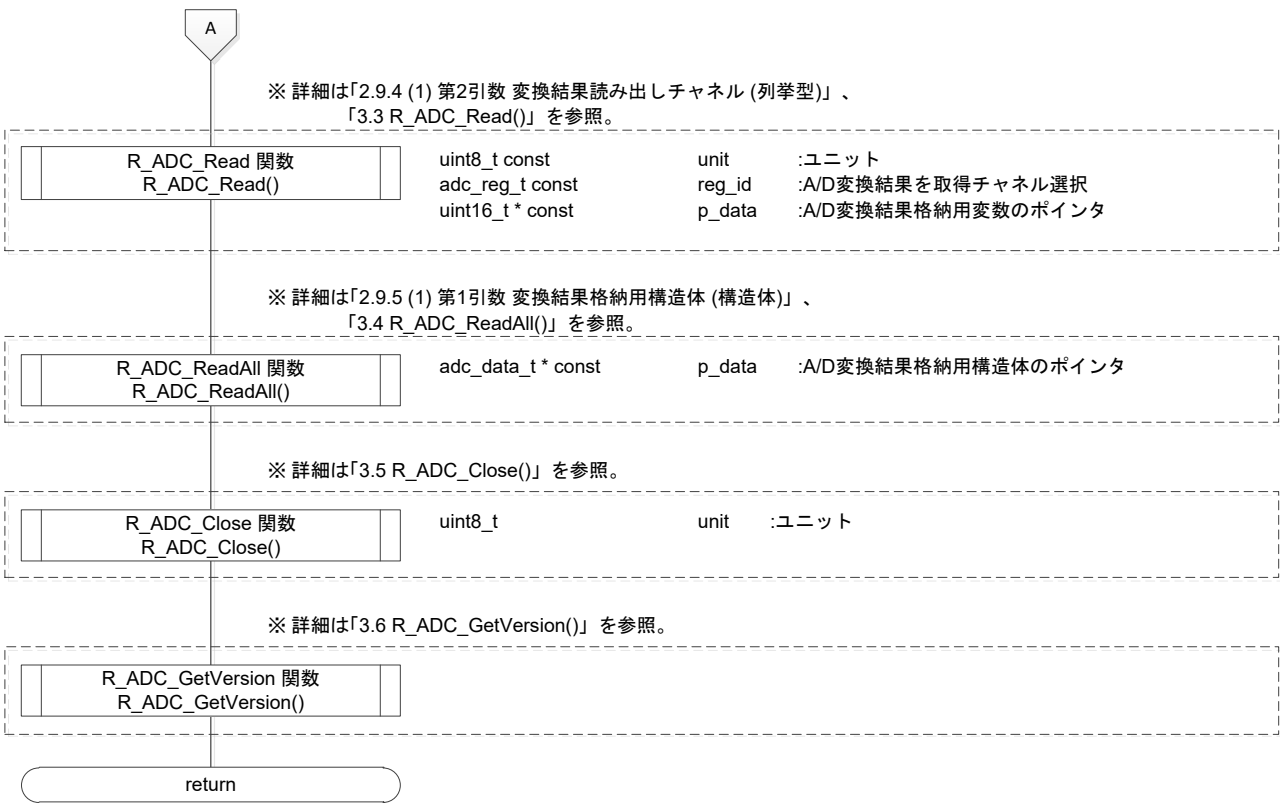 A
※ 詳細は「2.9.4 (1) 第2引数 変換結果読み出しチャネル (列挙型)」、
「3.3 R_ADC_Read()」を参照。
R_ADC_Read 関数
R_ADC_Read()
uint8_t const unit :ユニット
adc_reg_t const reg_id :A/D変換結果を取得チャネル選択
uint16_t * const p_data :A/D変換結果格納用変数のポインタ
※ 詳細は「2.9.5 (1) 第1引数 変換結果格納用構造体 (構造体)」、
「3.4 R_ADC_ReadAll()」を参照。
R_ADC_ReadAll 関数
R_ADC_ReadAll()
adc_data_t * const p_data :A/D変換結果格納用構造体のポインタ
※ 詳細は「3.5 R_ADC_Close()」を参照。
R_ADC_Close 関数
R_ADC_Close()
uint8_t unit :ユニット
※ 詳細は「3.6 R_ADC_GetVersion()」を参照。
R_ADC_GetVersion 関数
R_ADC_GetVersion()
return